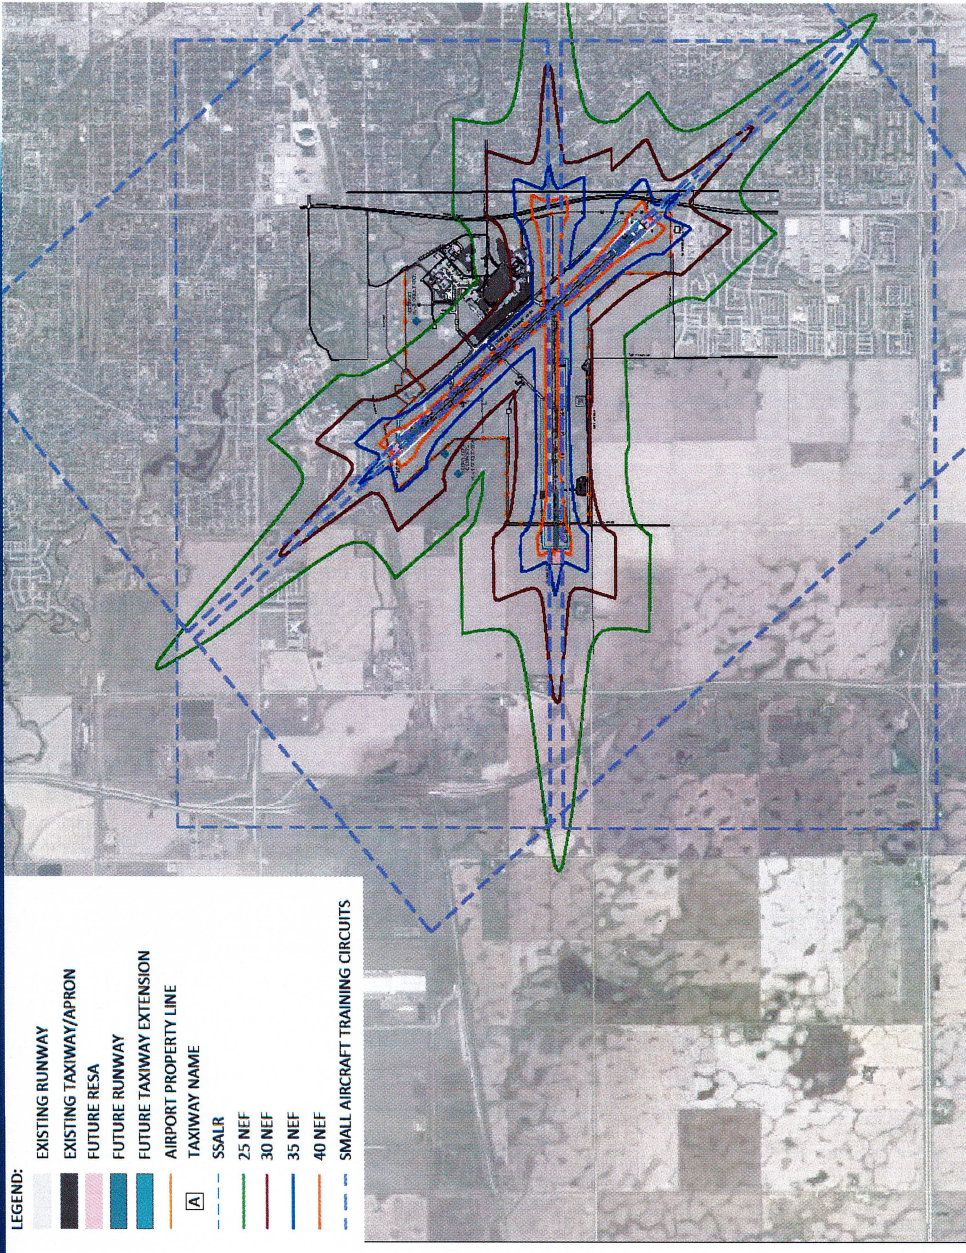 LEGEND:
EXISTING RUNWAY
EXISTING TAXIWAY/APRON
FUTURE RESA
FUTURE RUNWAY
FUTURE TAXIWAY EXTENSION
AIRPORT PROPERTY LINE
A TAXIWAY NAME
SSALR
25 NEF
30 NEF
35 NEF
40 NEF
SMALL AIRCRAFT TRAINING CIRCUITS